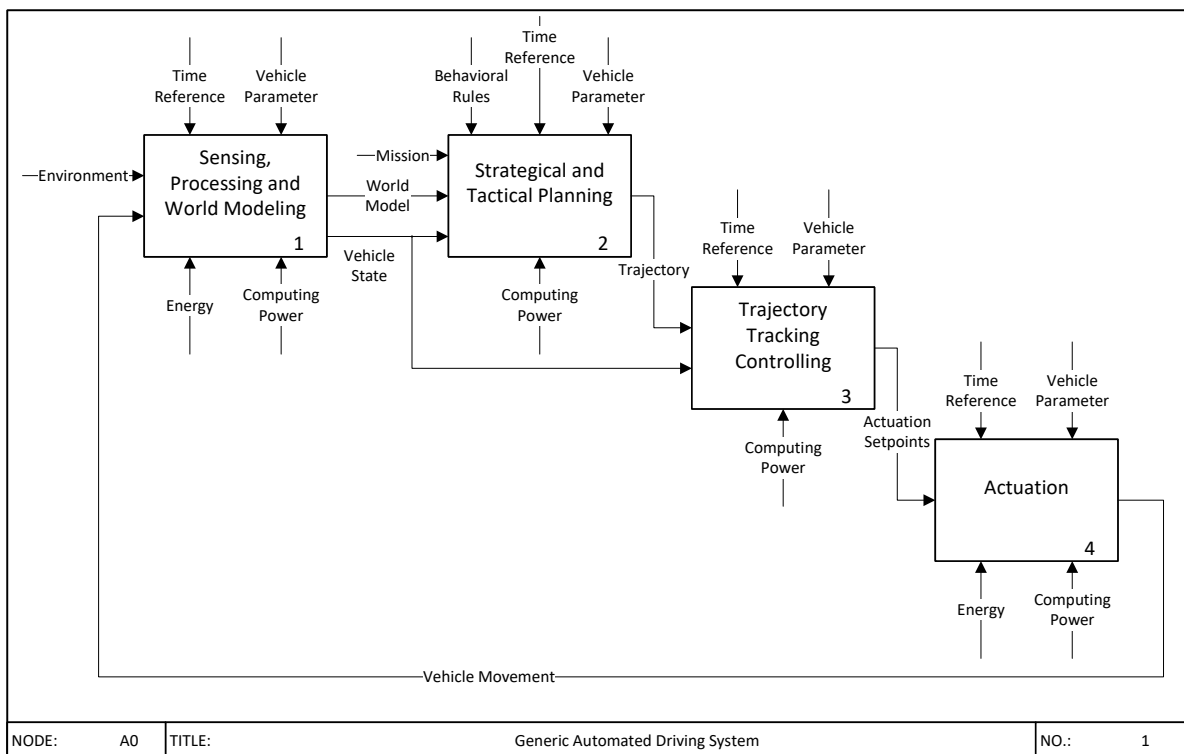 Time
Reference
Vehicle
Parameter
Behavioral
Rules
Time
Reference
Vehicle
Parameter
Environment
Sensing,
Processing and
World Modeling
1
Mission
World
Model
Vehicle
State
Strategical and
Tactical Planning
2
Energy
Computing
Power
Computing
Power
Trajectory
Time
Reference
Vehicle
Parameter
Trajectory
Tracking
Controlling
3
Computing
Power
Actuation
Setpoints
Time
Reference
Vehicle
Parameter
Actuation
4
Energy
Computing
Power
Vehicle Movement
NODE: A0 TITLE: Generic Automated Driving System NO.: 1